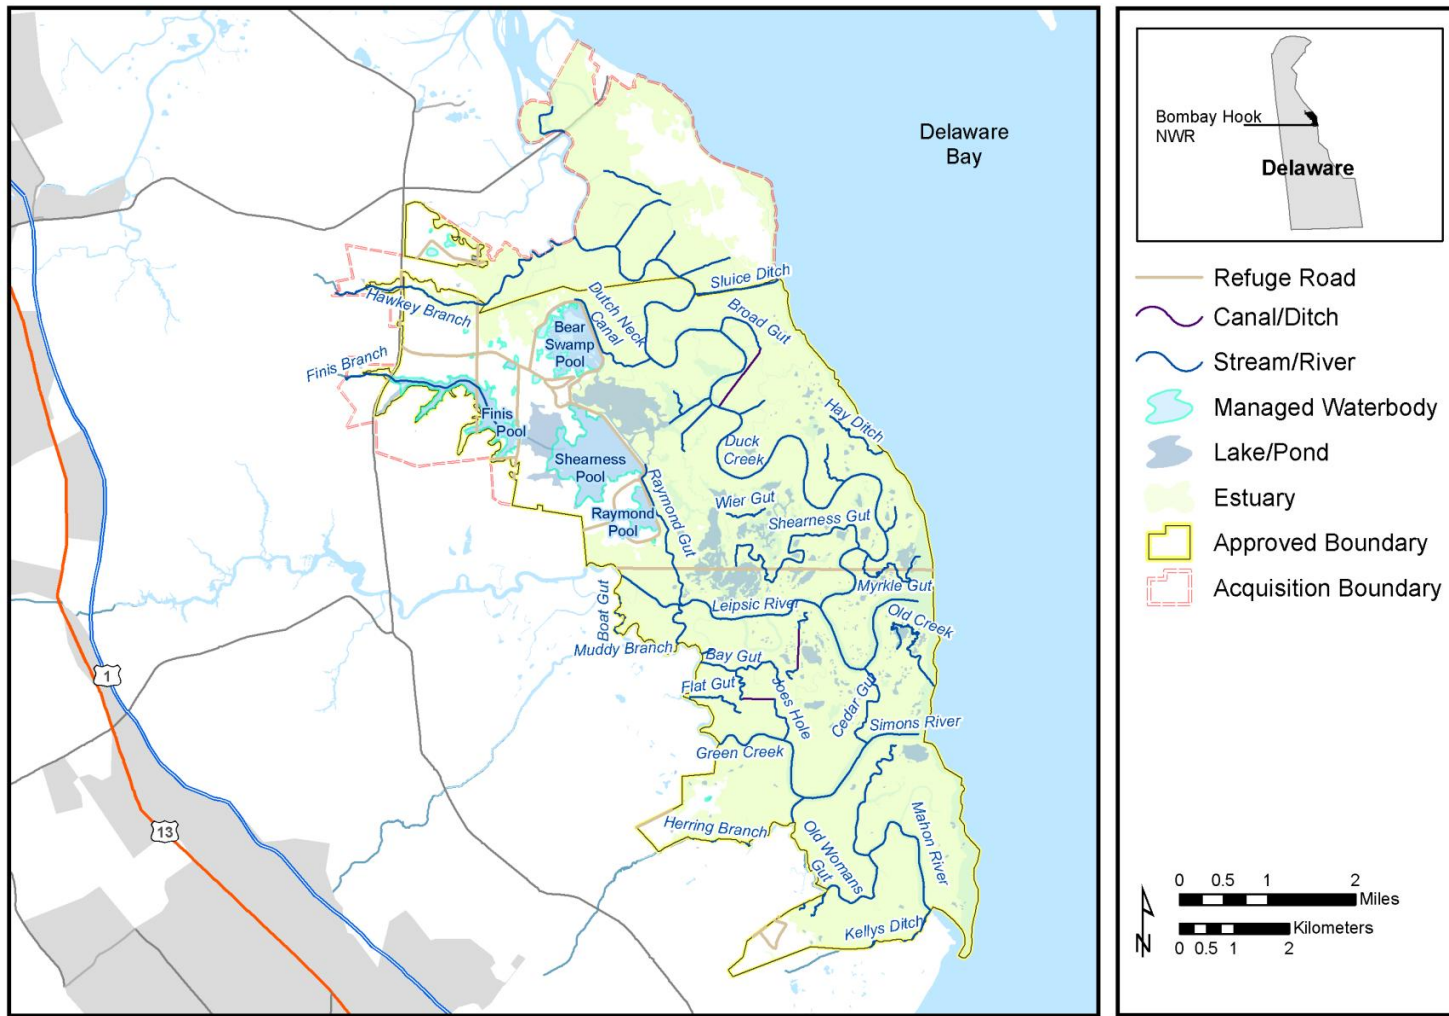 Delaware
Bay
Sluice Ditch
Hawkey Branch
Dutch Neck
Canal
Broad Gut
Bear
Swamp
Pool
Finis Branch
Finis
Pool
Hay Ditch
Duck
Creek
Shearness
Pool
Raymond Gut
Wier Gut
Raymond
Pool
Shearness Gut
Myrkle Gut
Boat Gut
Leipsic River
Old Creek
Muddy Branch
Bay Gut
Flat Gut
Joes Hole
Cedar Gut
Simons River
Green Creek
Herring Branch
Old Womans
Gut
Mahon River
Kellys Ditch
1
13
Bombay Hook
NWR
Delaware
Refuge Road
Canal/Ditch
Stream/River
Managed Waterbody
Lake/Pond
Estuary
Approved Boundary
Acquisition Boundary
0 0.5 1 2
Miles
Kilometers
0 0.5 1 2
N